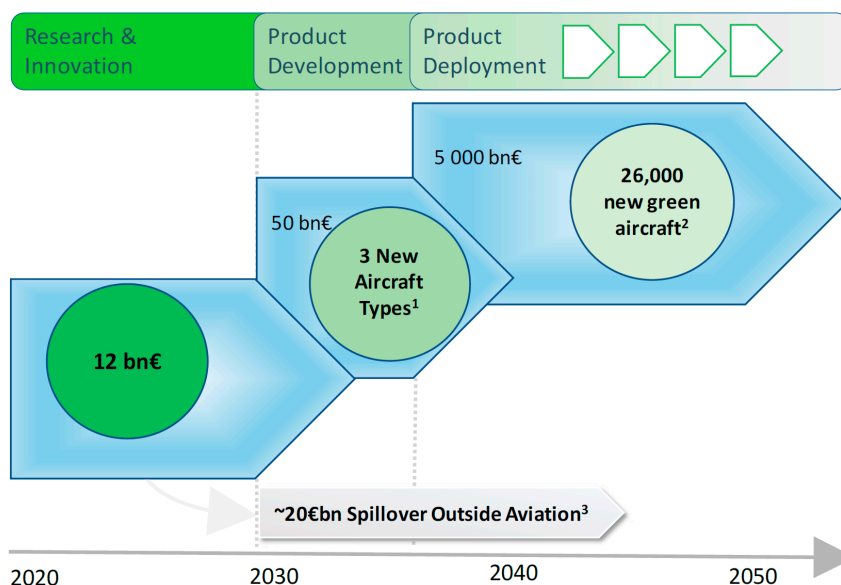 Research &
Innovation
Product
Development
Product
Deployment
5 000 bn€
26,000
new green
aircraft²
50 bn€
3 New
Aircraft
Types¹
12 bn€
~20€bn Spillover Outside Aviation³
2020
2030
2040
2050